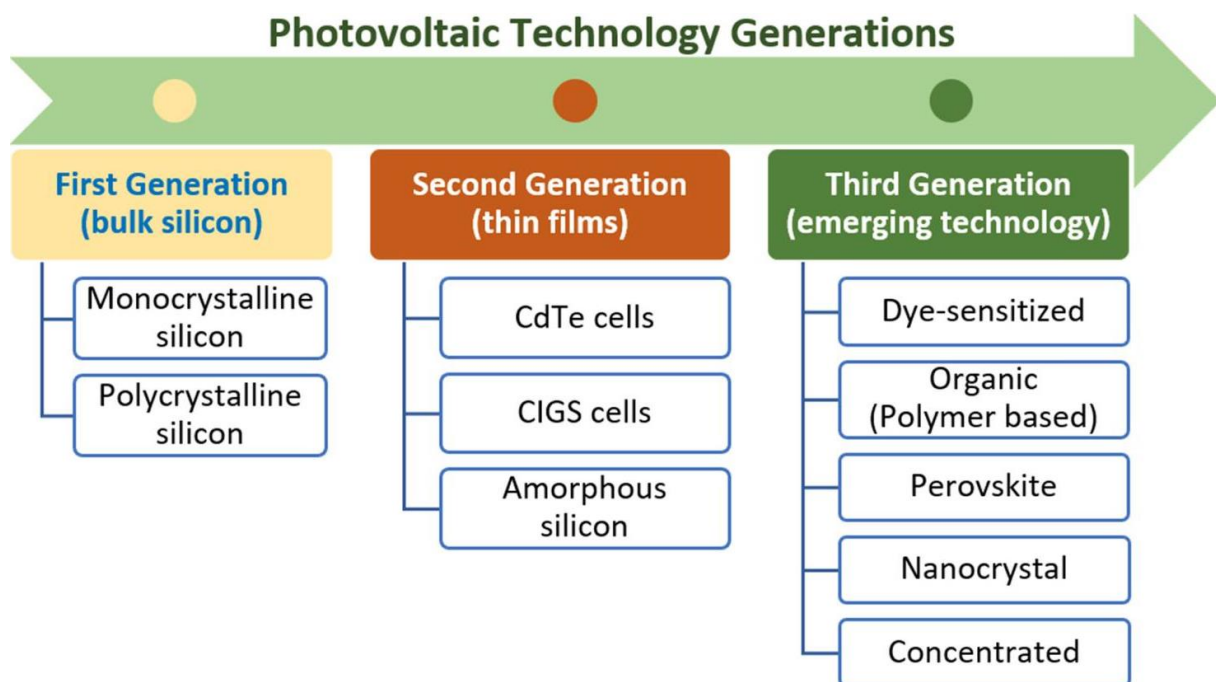 Photovoltaic Technology Generations
First Generation
(bulk silicon)
Monocrystalline
silicon
Polycrystalline
silicon
Second Generation
(thin films)
CdTe cells
CIGS cells
Amorphous
silicon
Third Generation
(emerging technology)
Dye-sensitized
Organic
(Polymer based)
Perovskite
Nanocrystal
Concentrated